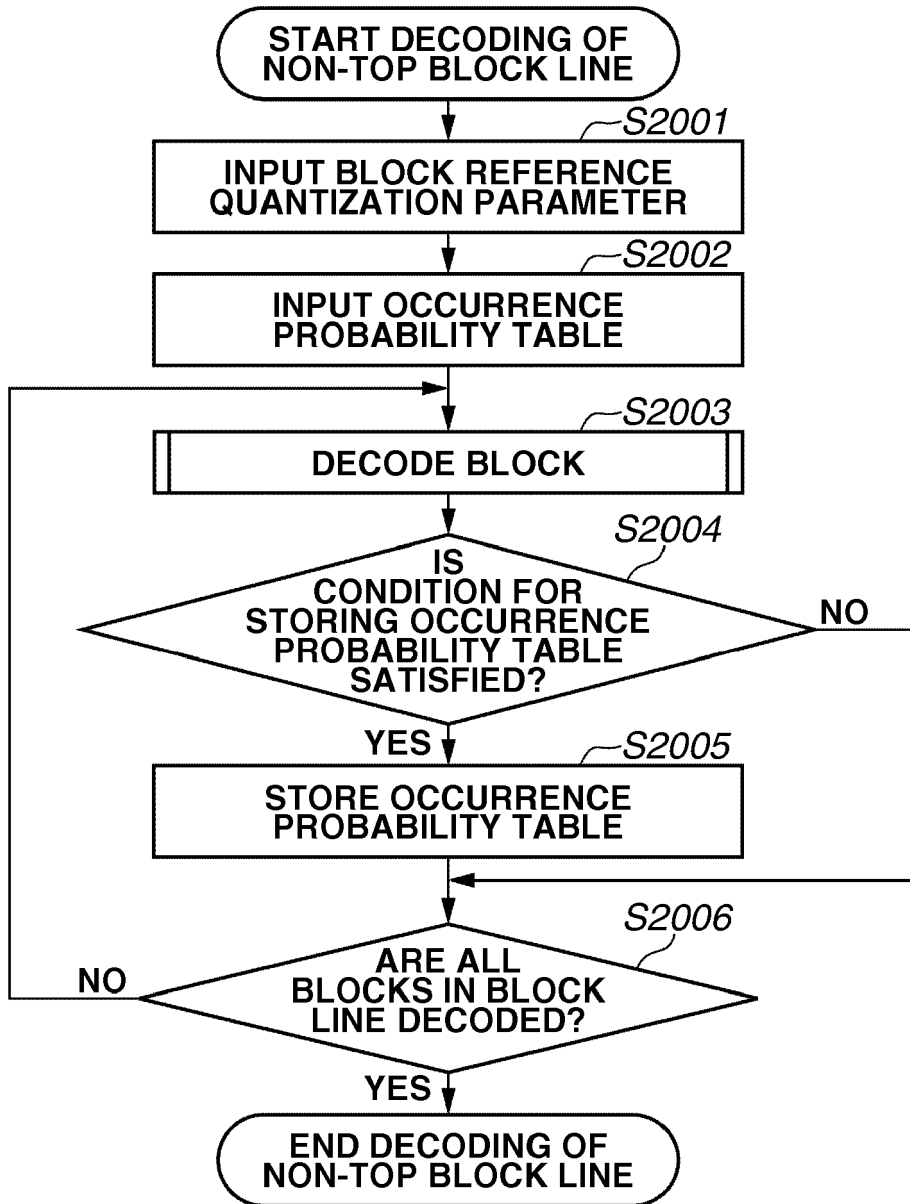 START DECODING OF
NON-TOP BLOCK LINE
S2001
INPUT BLOCK REFERENCE
QUANTIZATION PARAMETER
S2002
INPUT OCCURRENCE
PROBABILITY TABLE
S2003
DECODE BLOCK
S2004
IS
CONDITION FOR
STORING OCCURRENCE
PROBABILITY TABLE
SATISFIED?
NO
YES
S2005
STORE OCCURRENCE
PROBABILITY TABLE
S2006
ARE ALL
BLOCKS IN BLOCK
LINE DECODED?
NO
YES
END DECODING OF
NON-TOP BLOCK LINE